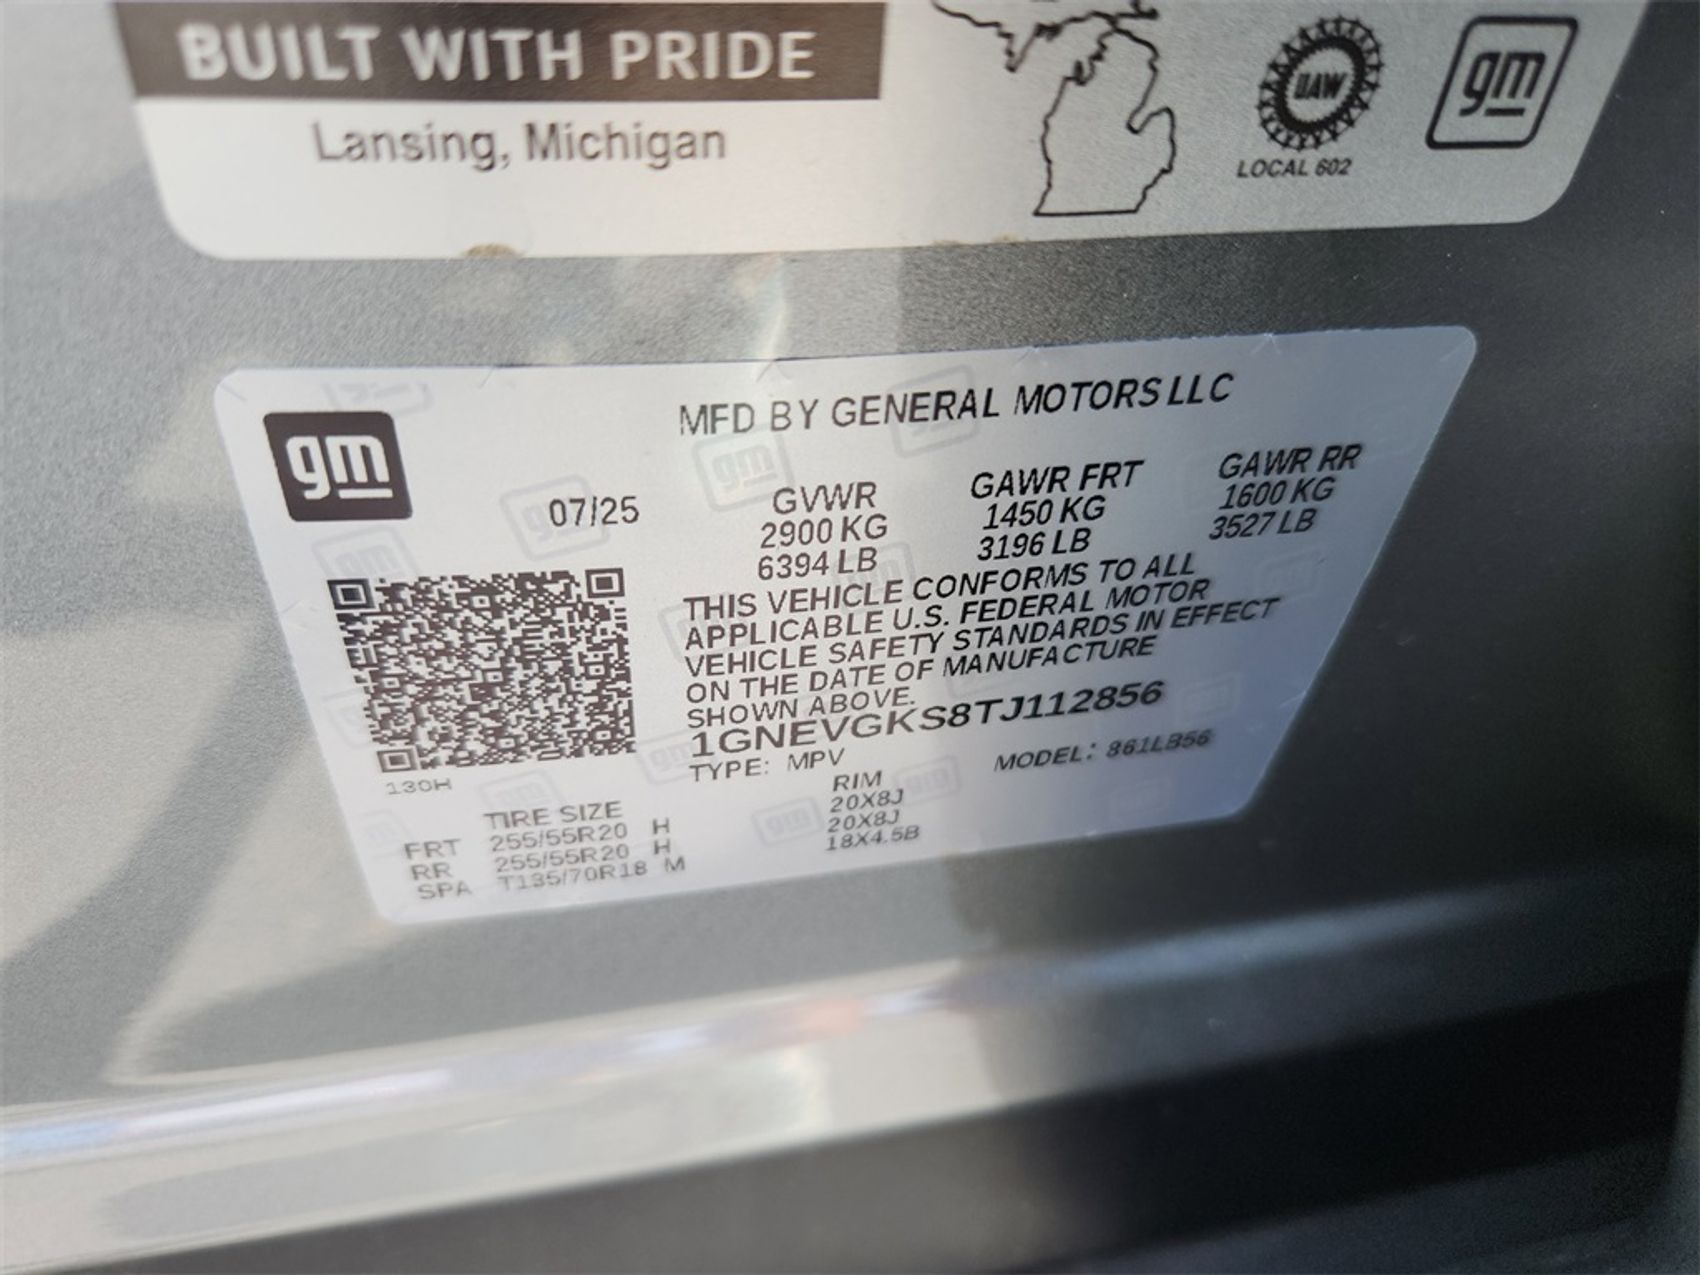 BUILT WITH PRIDE
Lansing, Michigan
UAW
LOCAL 602
gm
gm
MFD BY GENERAL MOTORS LLC
07/25
GVWR
2900 KG
6394 LB
GAWR FRT
1450 KG
3196 LB
GAWR RR
1600 KG
3527 LB
THIS VEHICLE CONFORMS TO ALL
APPLICABLE U.S. FEDERAL MOTOR
VEHICLE SAFETY STANDARDS IN EFFECT
ON THE DATE OF MANUFACTURE
SHOWN ABOVE.
1GNEVGKS8TJ112856
TYPE: MPV MODEL: 861LB56
130H
TIRE SIZE RIM
FRT 255/55R20 H 20X8J
RR 255/55R20 H 20X8J
SPA T135/70R18 M 18X4.5B